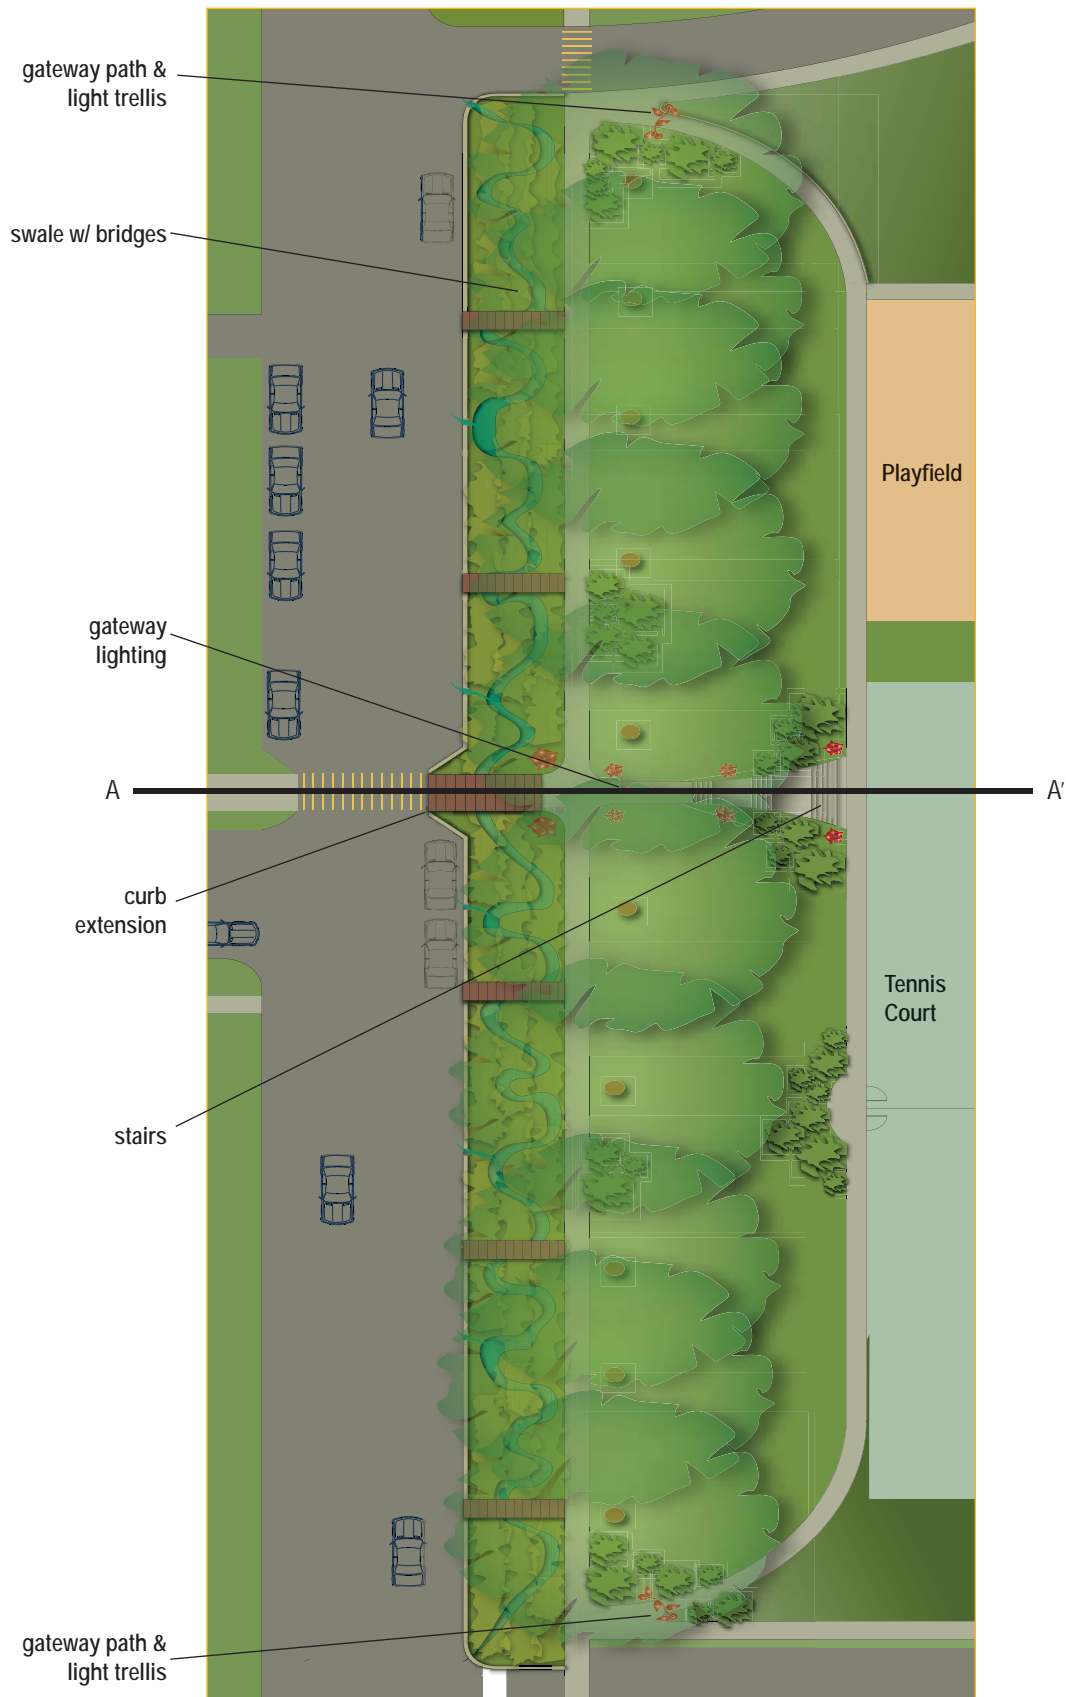 gateway path &
light trellis
swale w/ bridges
Playfield
gateway
lighting
A
A'
curb
extension
Tennis
Court
stairs
gateway path &
light trellis